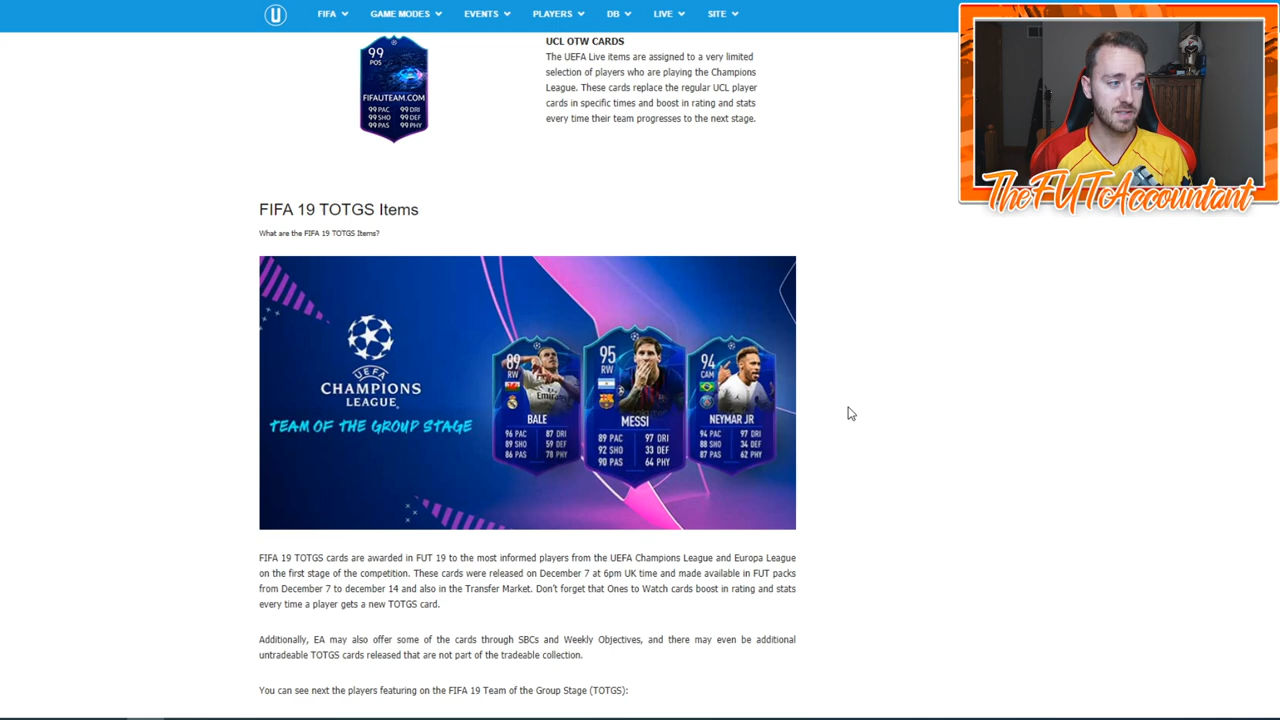 U
FIFA
GAME MODES
EVENTS
PLAYERS
DB
LIVE
SITE
99
POS
FIFAUTEAM.COM
99 PAC 99 DRI
99 SHO 99 DEF
99 PAS 99 PHY
UCL OTW CARDS
The UEFA Live items are assigned to a very limited
selection of players who are playing the Champions
League. These cards replace the regular UCL player
cards in specific times and boost in rating and stats
every time their team progresses to the next stage.
TheFUTAccountant
FIFA 19 TOTGS Items
What are the FIFA 19 TOTGS Items?
UEFA
CHAMPIONS
LEAGUE
TEAM OF THE GROUP STAGE
89
RW
BALE
96 PAC 87 DRI
89 SHO 59 DEF
86 PAS 78 PHY
95
RW
MESSI
89 PAC 97 DRI
92 SHO 33 DEF
90 PAS 64 PHY
94
CAM
NEYMAR JR
94 PAC 97 DRI
88 SHO 34 DEF
87 PAS 62 PHY
FIFA 19 TOTGS cards are awarded in FUT 19 to the most informed players from the UEFA Champions League and Europa League
on the first stage of the competition. These cards were released on December 7 at 6pm UK time and made available in FUT packs
from December 7 to december 14 and also in the Transfer Market. Don't forget that Ones to Watch cards boost in rating and stats
every time a player gets a new TOTGS card.
Additionally, EA may also offer some of the cards through SBCs and Weekly Objectives, and there may even be additional
untradeable TOTGS cards released that are not part of the tradeable collection.
You can see next the players featuring on the FIFA 19 Team of the Group Stage (TOTGS):